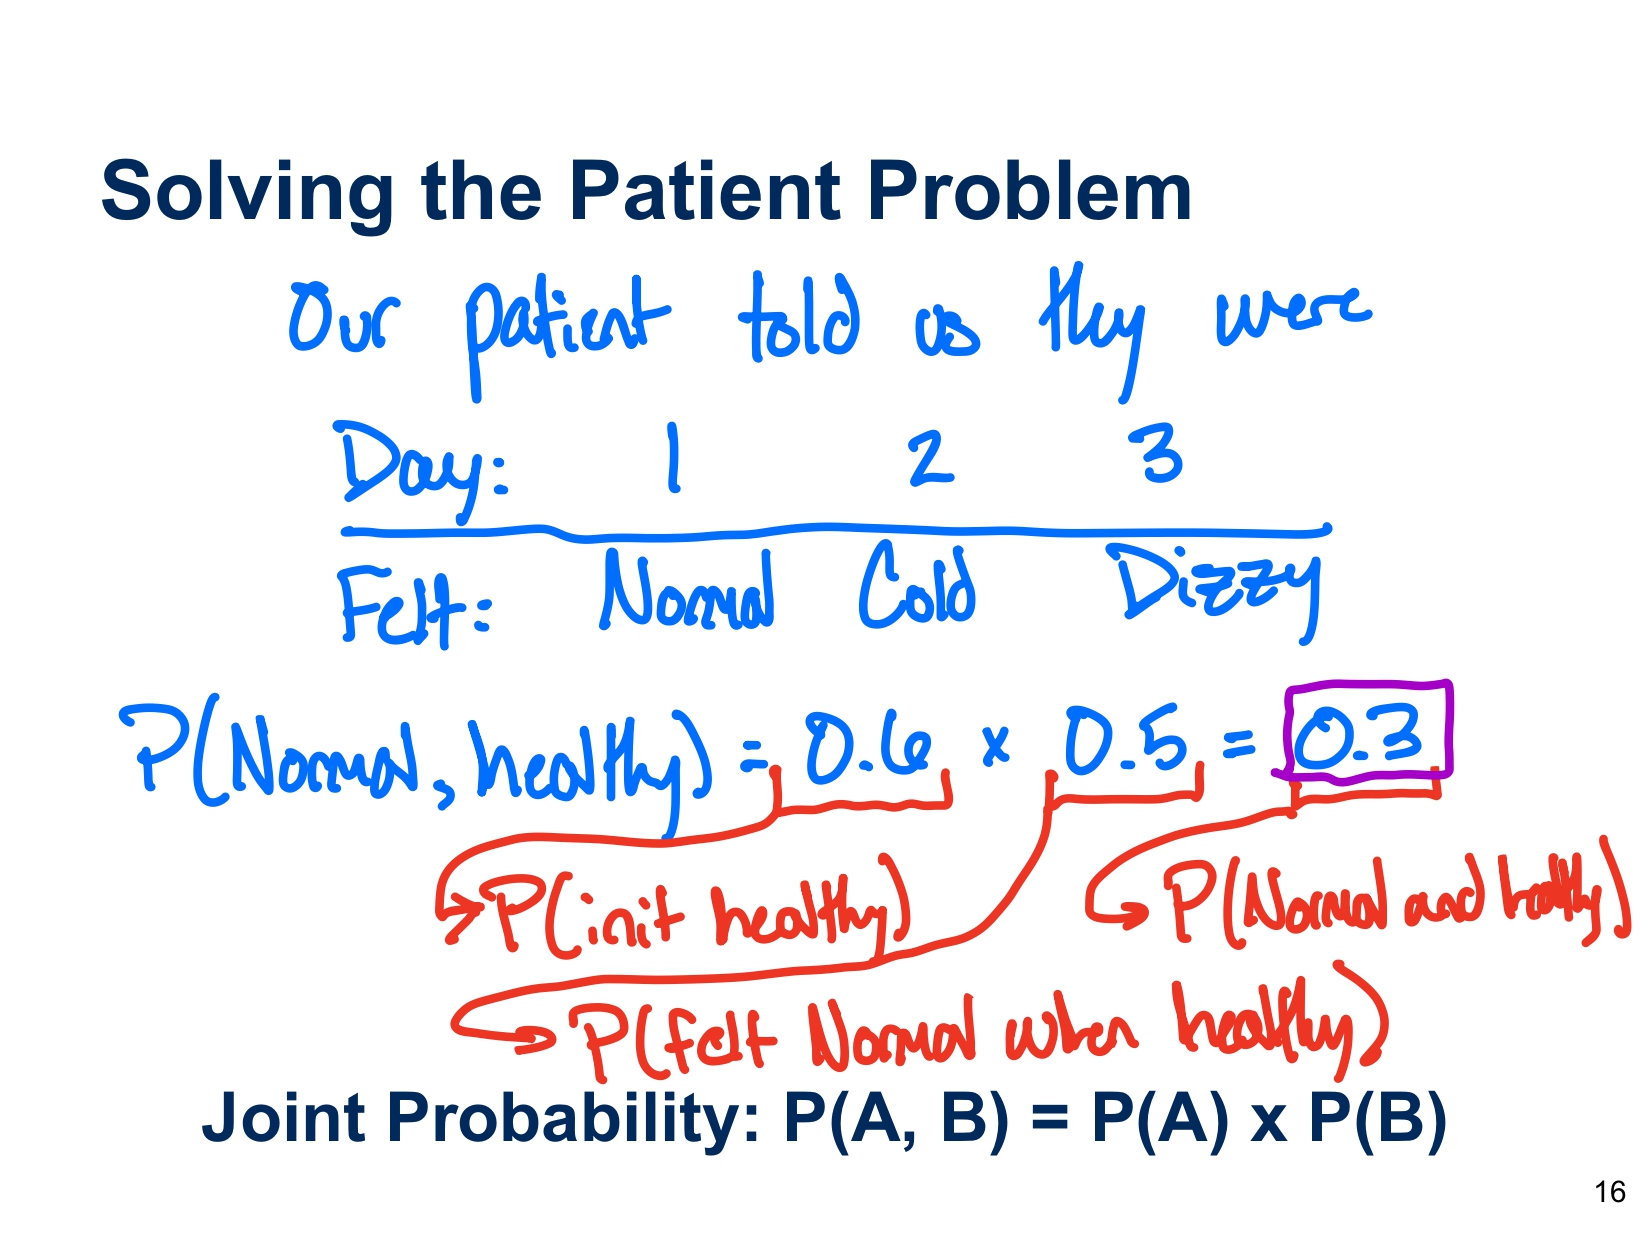 Solving the Patient Problem
Our patient told us they were
Day: 1 2 3
Felt: Normal Cold Dizzy
P(Normal, healthy) = 0.6 x 0.5 = 0.3
P(init healthy)
P(Normal and healthy)
P(felt Normal when healthy)
Joint Probability: P(A, B) = P(A) x P(B)
16